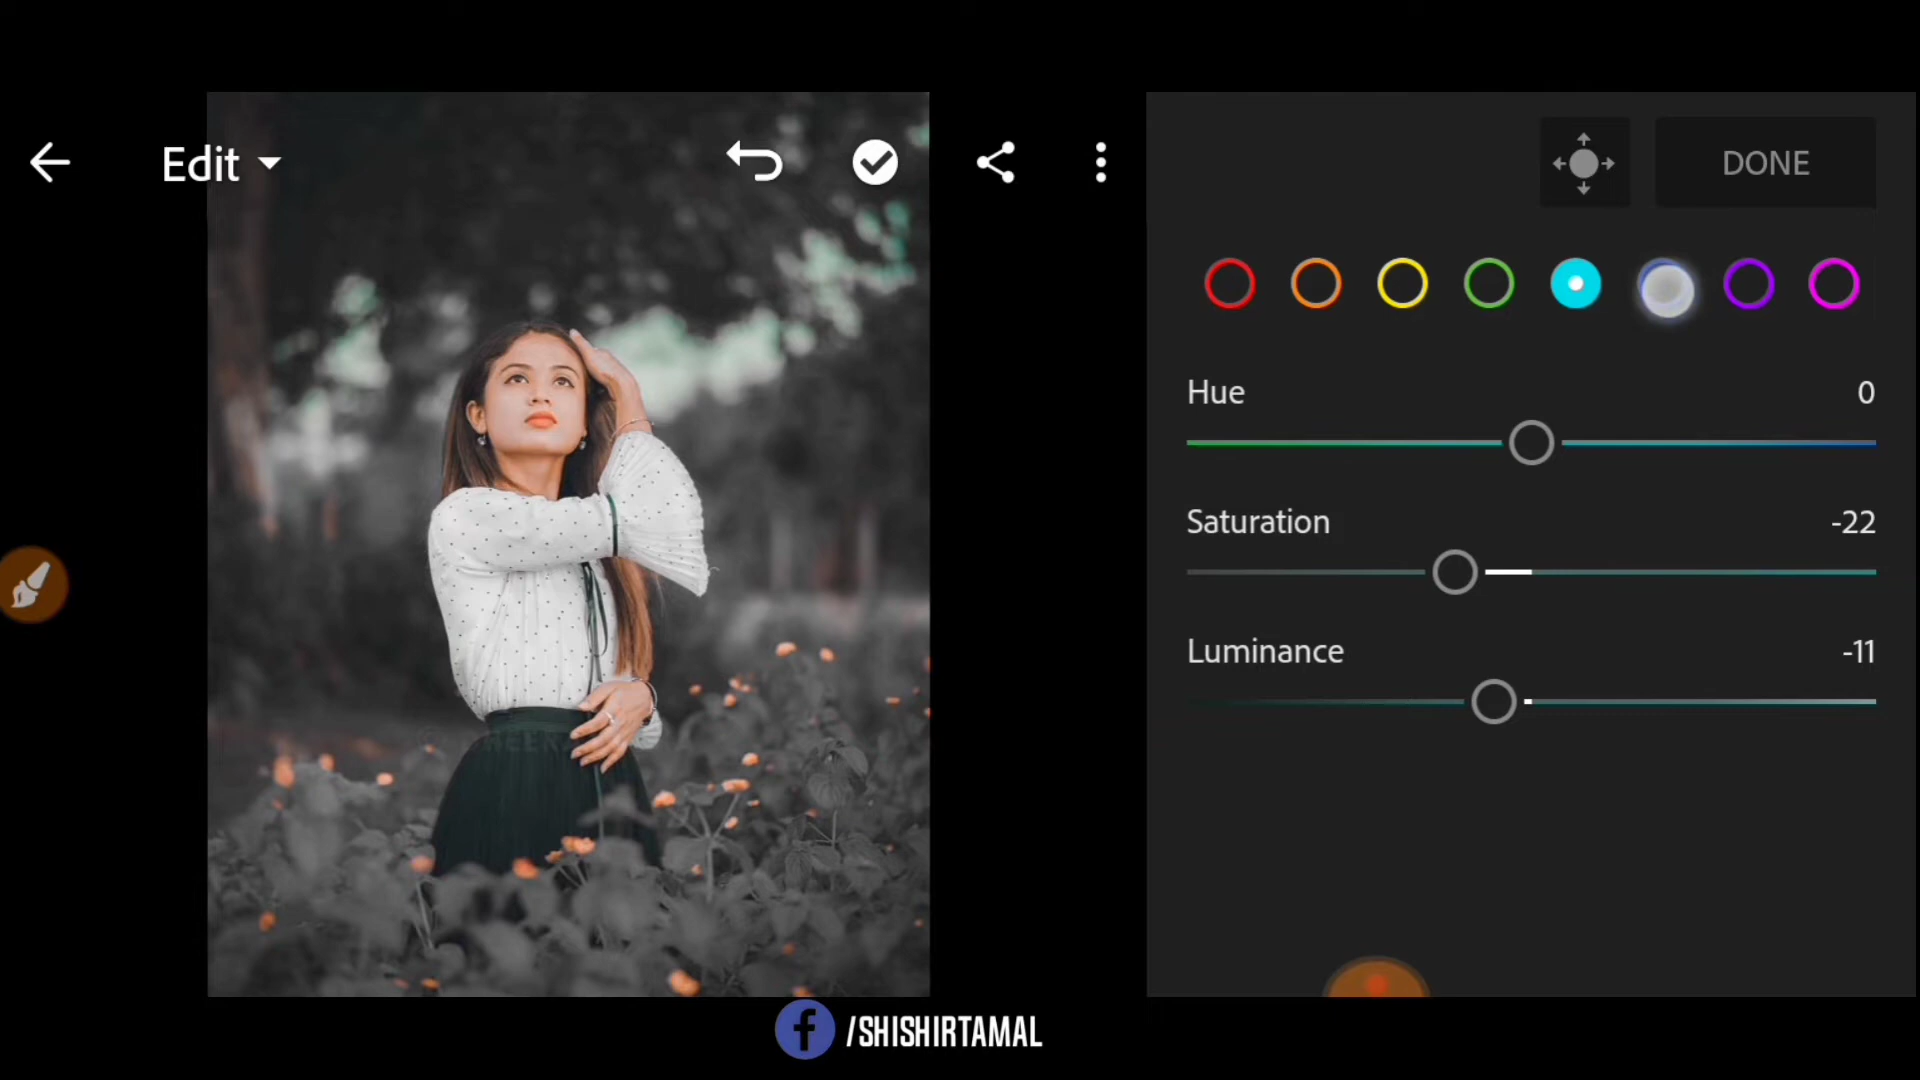 Edit
DONE
Hue 0
Saturation -22
Luminance -11
/SHISHIRTAMAL